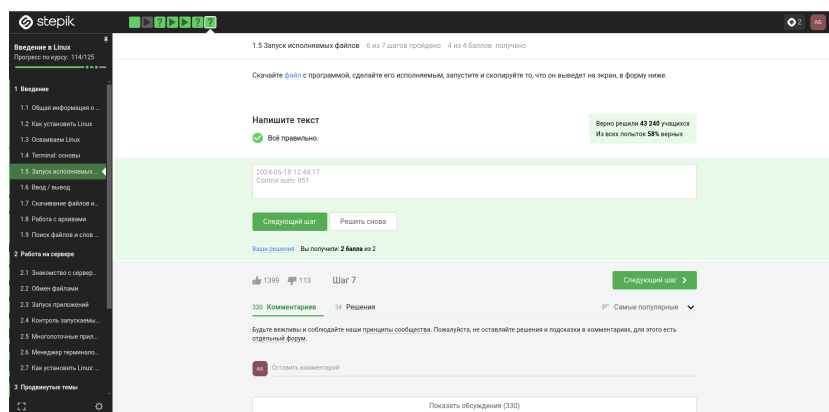 stepik
2
АБ
Введение в Linux
Прогресс по курсу: 114/125
1 Введение
1.1 Общая информация о ...
1.2 Как установить Linux
1.3 Осваиваем Linux
1.4 Terminal: основы
1.5 Запуск исполняемых ...
1.6 Ввод / вывод
1.7 Скачивание файлов и...
1.8 Работа с архивами
1.9 Поиск файлов и слов ...
2 Работа на сервере
2.1 Знакомство с сервер...
2.2 Обмен файлами
2.3 Запуск приложений
2.4 Контроль запускаемы...
2.5 Многопоточные прил...
2.6 Менеджер терминало...
2.7 Как установить Linux: ...
3 Продвинутые темы
1.5 Запуск исполняемых файлов 6 из 7 шагов пройдено 4 из 4 баллов получено
Скачайте файл с программой, сделайте его исполняемым, запустите и скопируйте то, что он выведет на экран, в форму ниже.
Напишите текст
Всё правильно.
Верно решили 43 240 учащихся
Из всех попыток 58% верных
2024-05-18 12:44:17
Control sum: 951
Следующий шаг Решить снова
Ваши решения Вы получили: 2 балла из 2
1399 113 Шаг 7 Следующий шаг
330 Комментариев 34 Решения Самые популярные
Будьте вежливы и соблюдайте наши принципы сообщества. Пожалуйста, не оставляйте решения и подсказки в комментариях, для этого есть
отдельный форум.
АБ Оставить комментарий
Показать обсуждения (330)